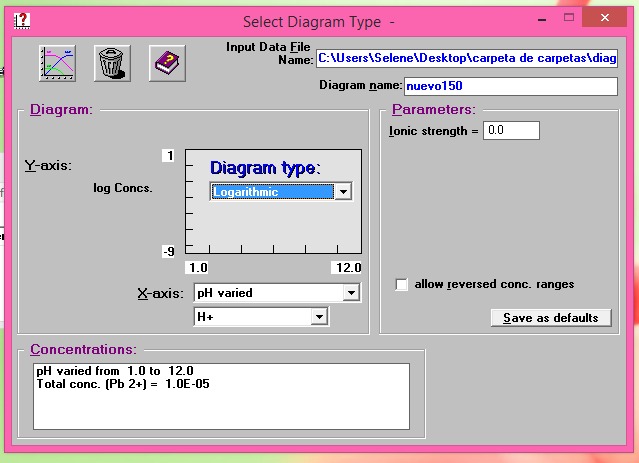 Select Diagram Type -
Input Data File
Name: C:\Users\Selene\Desktop\carpeta de carpetas\diag
Diagram name: nuevo150
Diagram:
Parameters:
Ionic strength = 0.0
Y-axis:
log Concs.
1
Diagram type:
Logarithmic
-9
1.0 12.0
X-axis: pH varied
H+
allow reversed conc. ranges
Save as defaults
Concentrations:
pH varied from 1.0 to 12.0
Total conc. (Pb 2+) = 1.0E-05